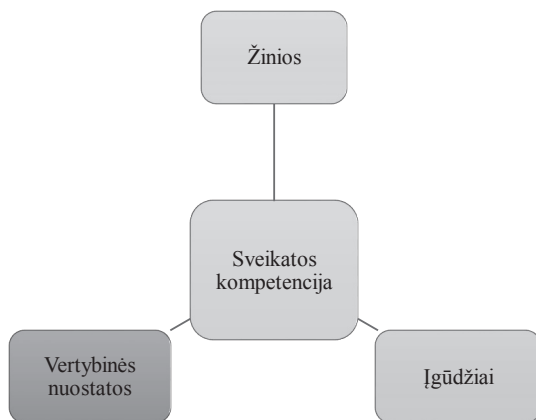 Žinios
Sveikatos
kompetencija
Vertybinės
nuostatos
Įgūdžiai